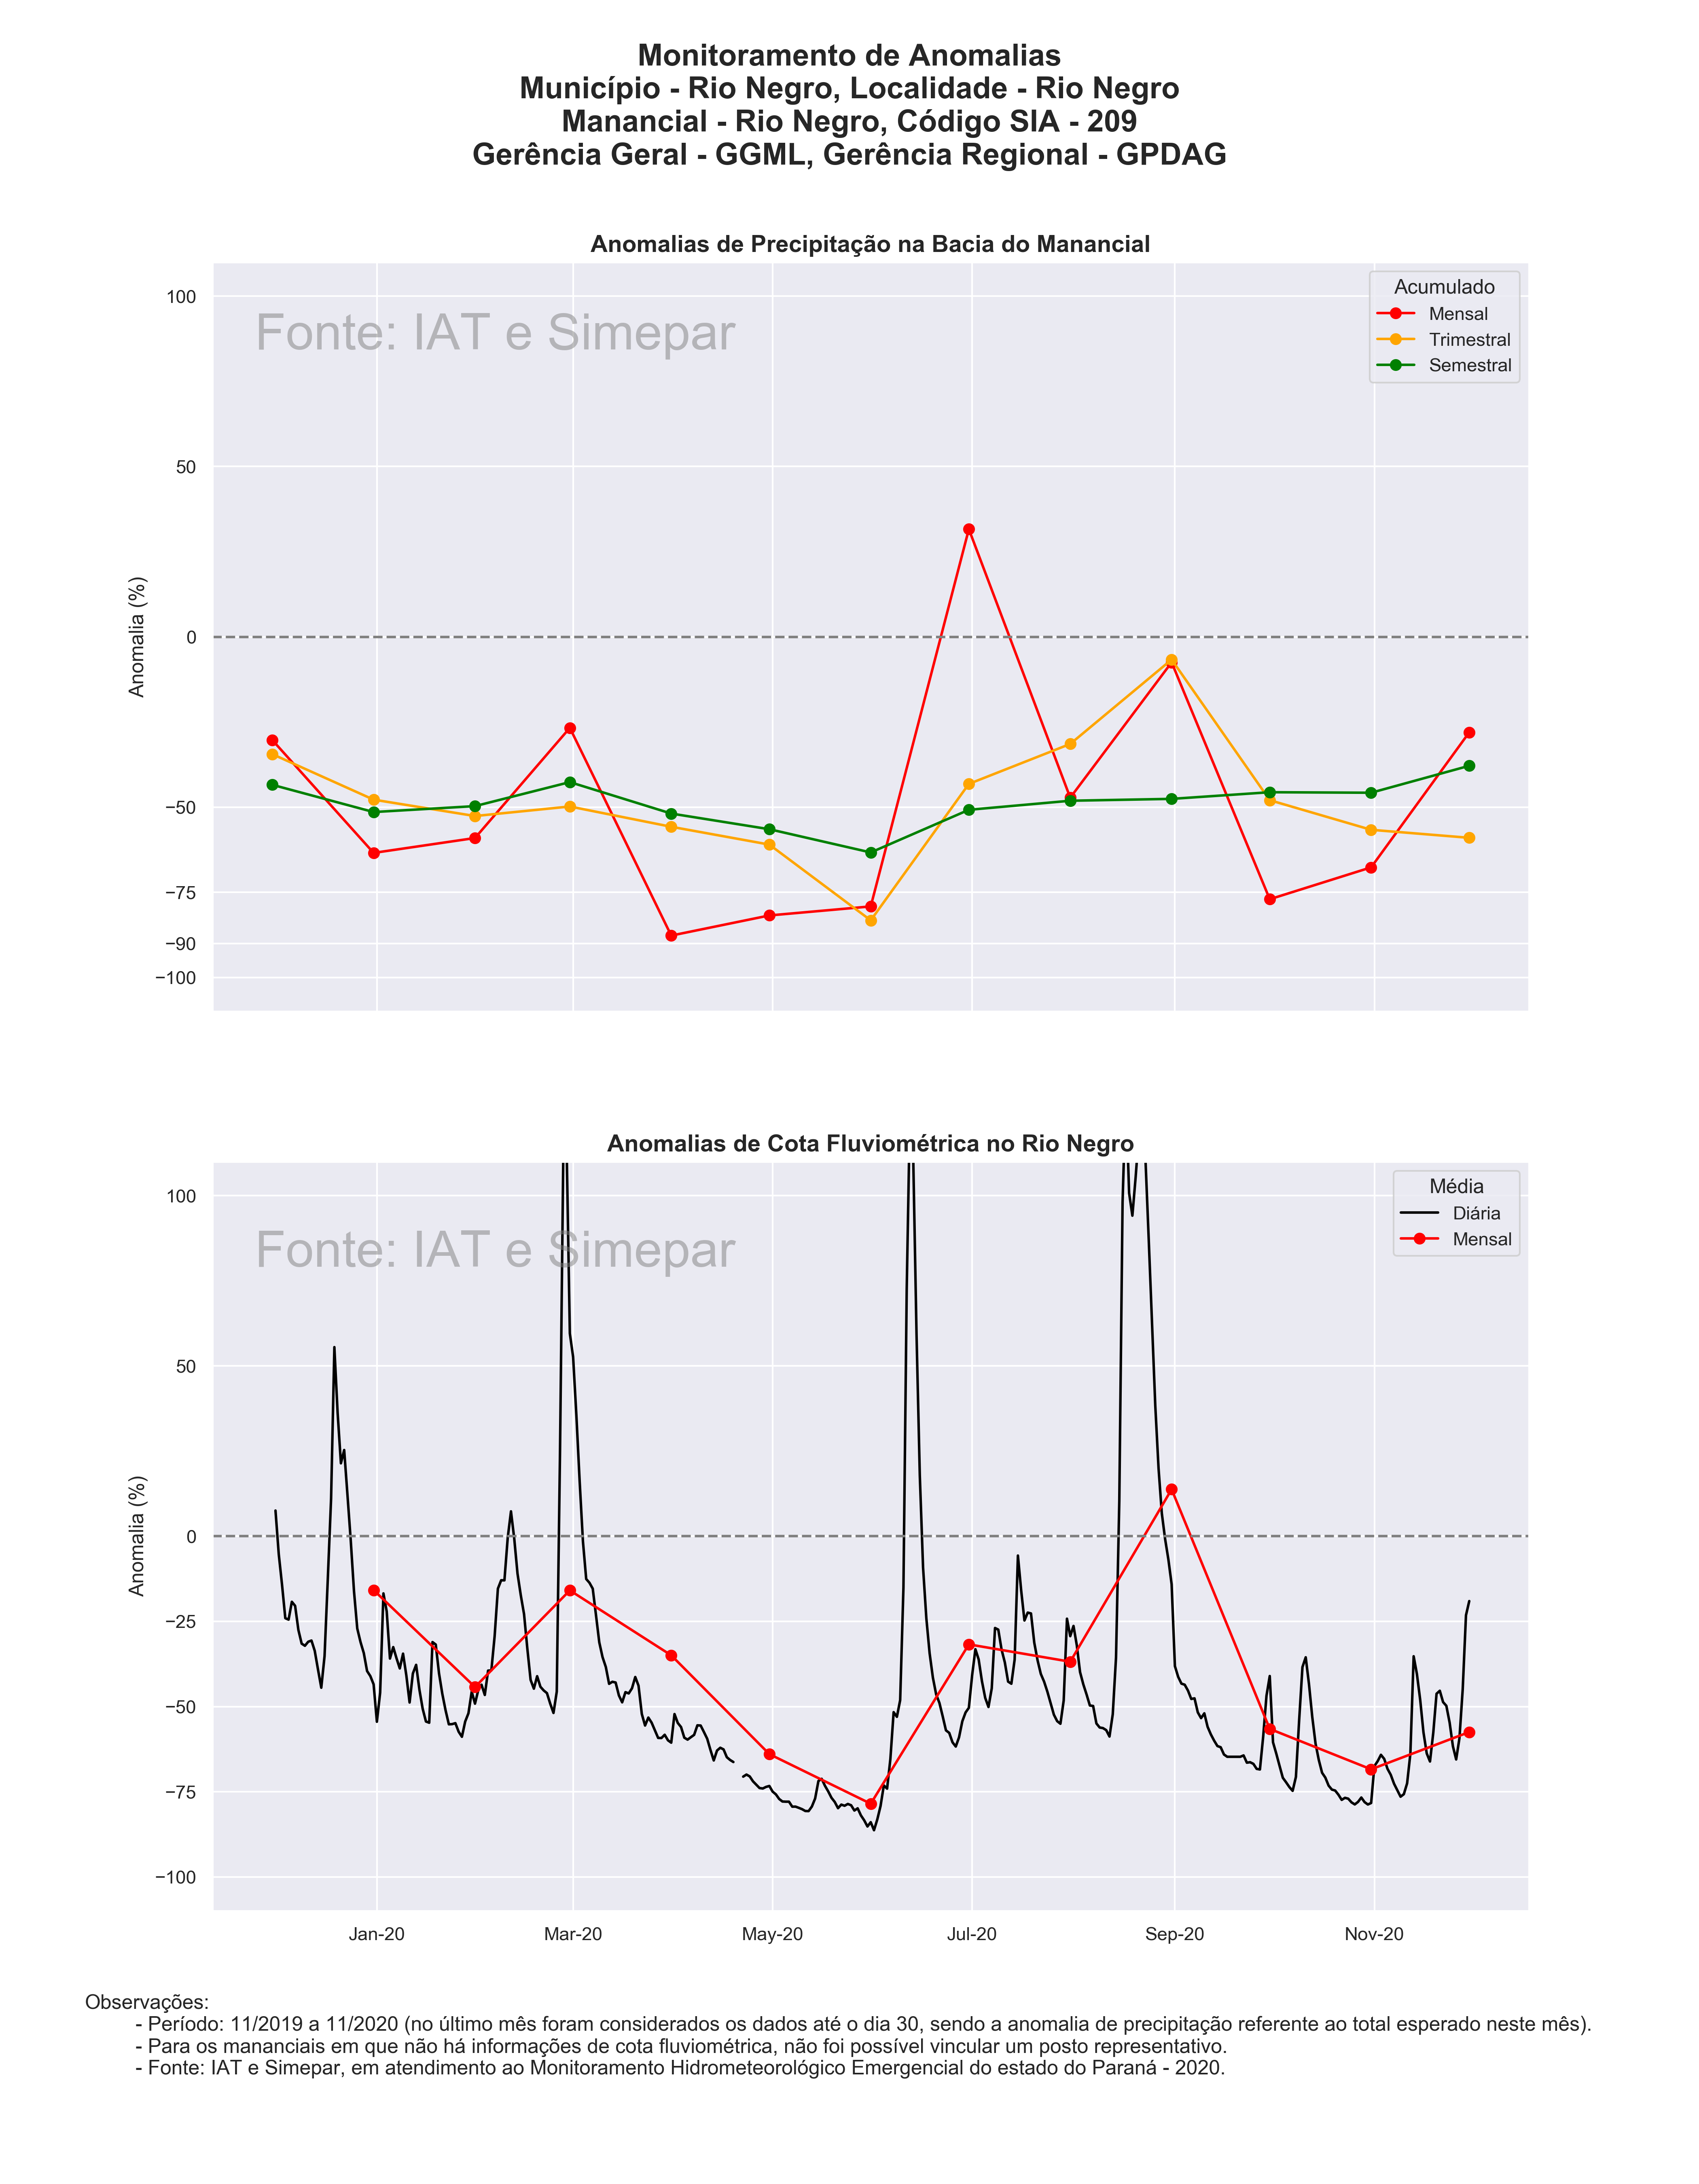 Monitoramento de Anomalias
Município - Rio Negro, Localidade - Rio Negro
Manancial - Rio Negro, Código SIA - 209
Gerência Geral - GGML, Gerência Regional - GPDAG
Anomalias de Precipitação na Bacia do Manancial
Fonte: IAT e Simepar
Acumulado
Mensal
Trimestral
Semestral
Anomalia (%)
100
50
0
−50
−75
−90
−100
Anomalias de Cota Fluviométrica no Rio Negro
Fonte: IAT e Simepar
Média
Diária
Mensal
Anomalia (%)
100
50
0
−25
−50
−75
−100
Jan-20 Mar-20 May-20 Jul-20 Sep-20 Nov-20
Observações:
- Período: 11/2019 a 11/2020 (no último mês foram considerados os dados até o dia 30, sendo a anomalia de precipitação referente ao total esperado neste mês).
- Para os mananciais em que não há informações de cota fluviométrica, não foi possível vincular um posto representativo.
- Fonte: IAT e Simepar, em atendimento ao Monitoramento Hidrometeorológico Emergencial do estado do Paraná - 2020.